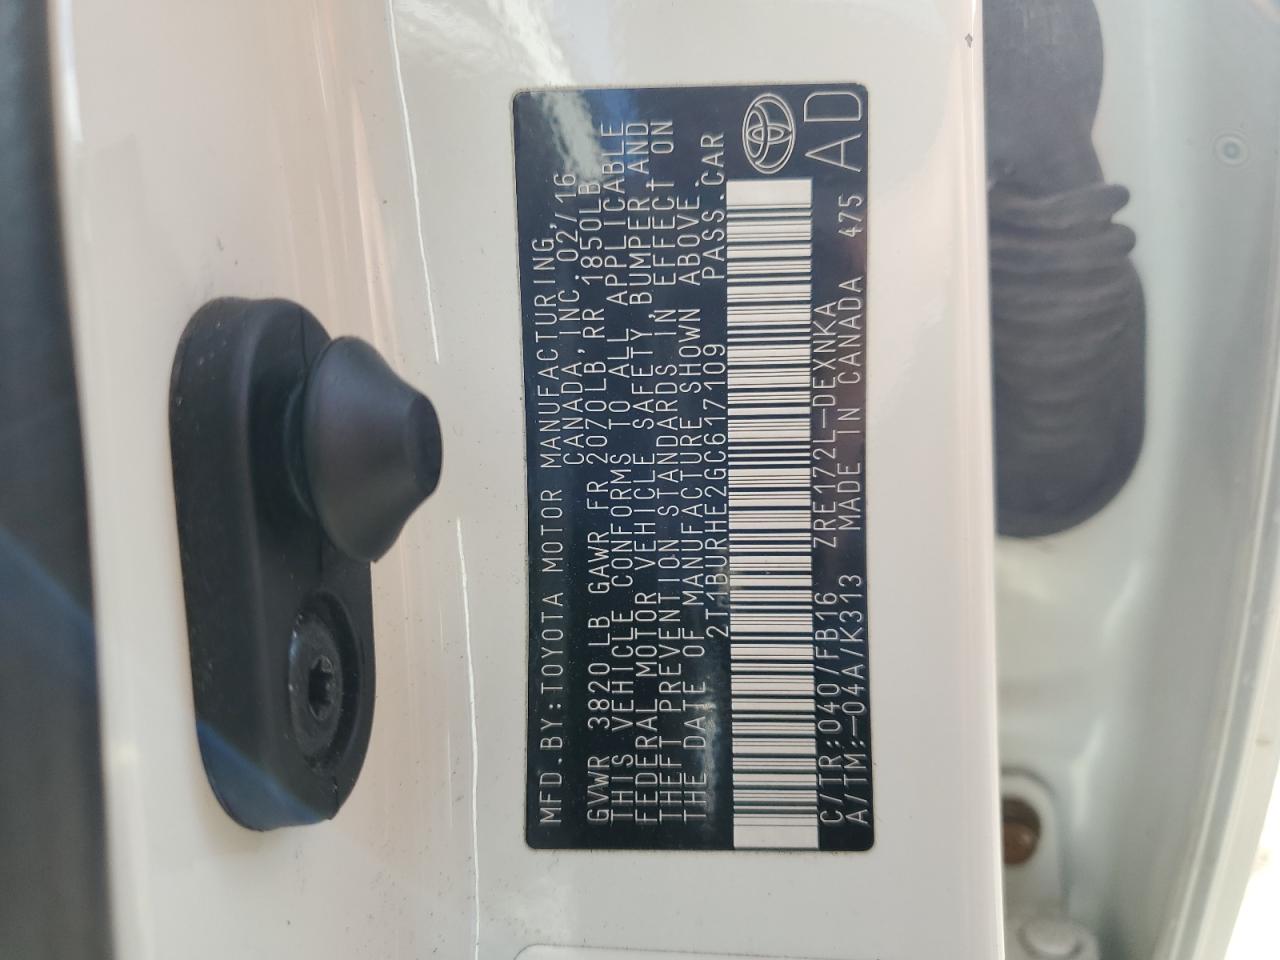 MFD.BY:TOYOTA MOTOR MANUFACTURING,
CANADA,INC.02/16
GVWR 3820LB GAWR FR 2070LB,RR 1850LB
THIS VEHICLE CONFORMS TO ALL APPLICABLE
FEDERAL MOTOR VEHICLE SAFETY,BUMPER,AND
THEFT PREVENTION STANDARDS IN EFFECT ON
THE DATE OF MANUFACTURE SHOWN ABOVE.
2T1BURHE2GC617109 PASS.CAR
C/TR:040/FB16 ZRE172L-DEXNKA AD
A/TM:-04A/K313 MADE IN CANADA 475